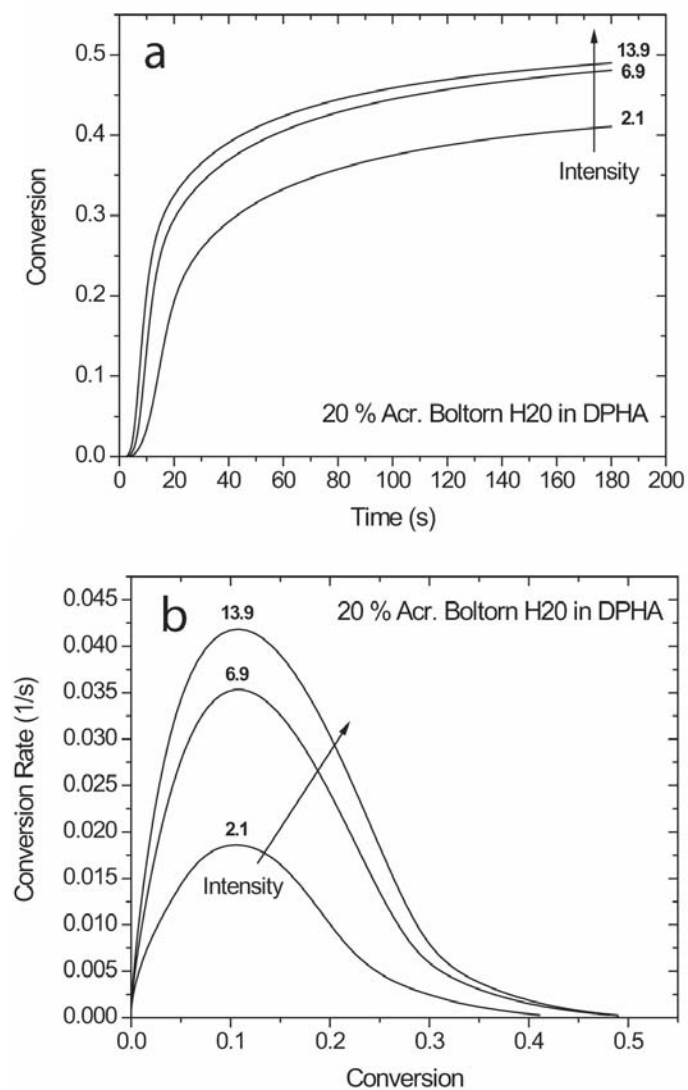 a
0.5
0.4
0.3
0.2
0.1
0.0
Conversion
13.9
6.9
2.1
Intensity
20 % Acr. Boltorn H20 in DPHA
0 20 40 60 80 100 120 140 160 180 200
Time (s)
b
20 % Acr. Boltorn H20 in DPHA
0.045
0.040
0.035
0.030
0.025
0.020
0.015
0.010
0.005
0.000
Conversion Rate (1/s)
13.9
6.9
2.1
Intensity
0.0 0.1 0.2 0.3 0.4 0.5
Conversion